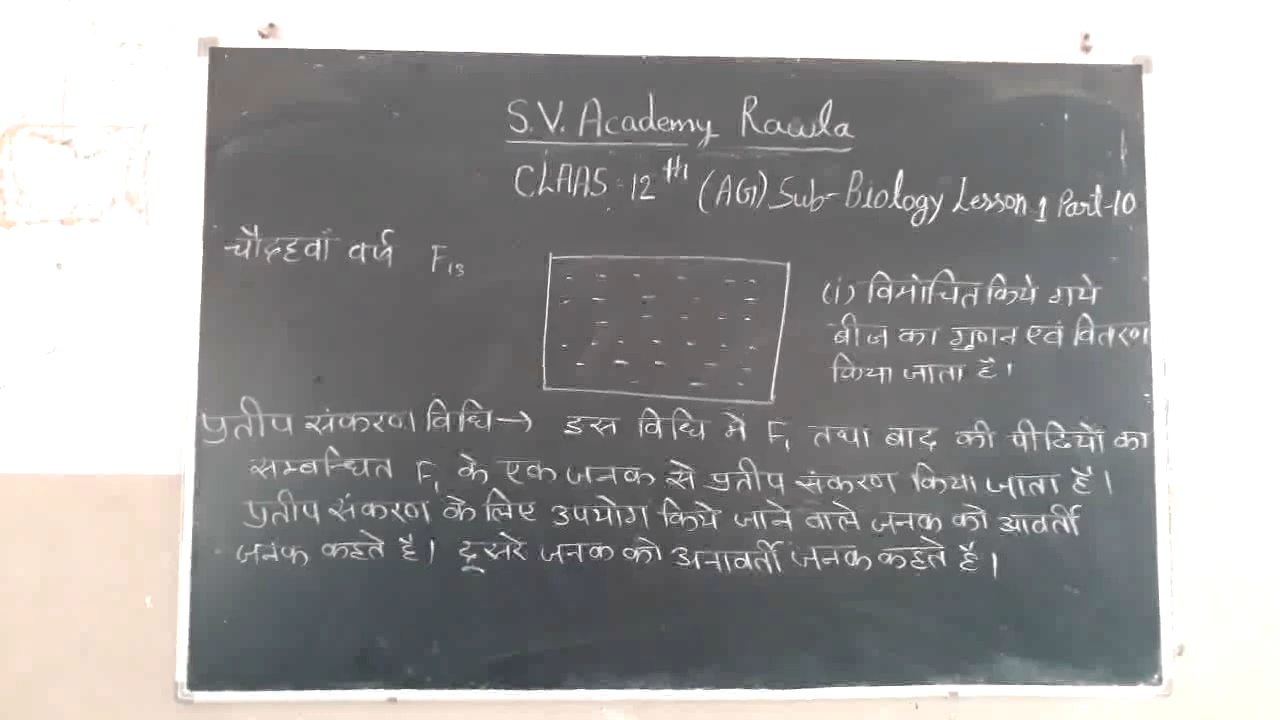 S.V. Academy Rawla
CLAAS:12th (AG) Sub-Biology Lesson 1 Part-10
चौदहवाँ वर्ष F13
(i) विमोचित किये गये
बीज का गुणन एवं वितरण
किया जाता है।
प्रतीप संकरण विधि→ इस विधि में F1 तथा बाद की पीढियों का
सम्बन्धित F1 के एक जनक से प्रतीप संकरण किया जाता है।
प्रतीप संकरण के लिए उपयोग किये जाने वाले जनक को आवर्ती
जनक कहते है। दूसरे जनक को अनावर्ती जनक कहते है।